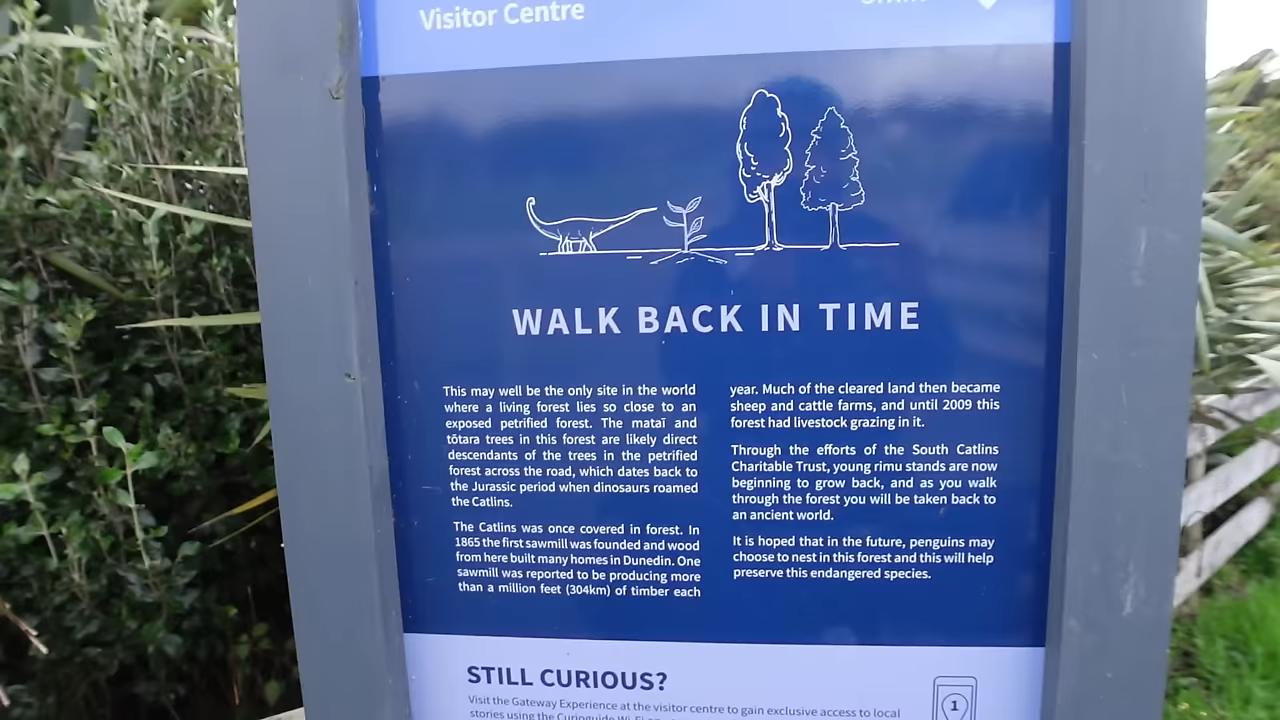 Visitor Centre
WALK BACK IN TIME
This may well be the only site in the world
where a living forest lies so close to an
exposed petrified forest. The mataī and
tōtara trees in this forest are likely direct
descendants of the trees in the petrified
forest across the road, which dates back to
the Jurassic period when dinosaurs roamed
the Catlins.
The Catlins was once covered in forest. In
1865 the first sawmill was founded and wood
from here built many homes in Dunedin. One
sawmill was reported to be producing more
than a million feet (304km) of timber each
year. Much of the cleared land then became
sheep and cattle farms, and until 2009 this
forest had livestock grazing in it.
Through the efforts of the South Catlins
Charitable Trust, young rimu stands are now
beginning to grow back, and as you walk
through the forest you will be taken back to
an ancient world.
It is hoped that in the future, penguins may
choose to nest in this forest and this will help
preserve this endangered species.
STILL CURIOUS?
Visit the Gateway Experience at the visitor centre to gain exclusive access to local
stories using the Curioguide
1